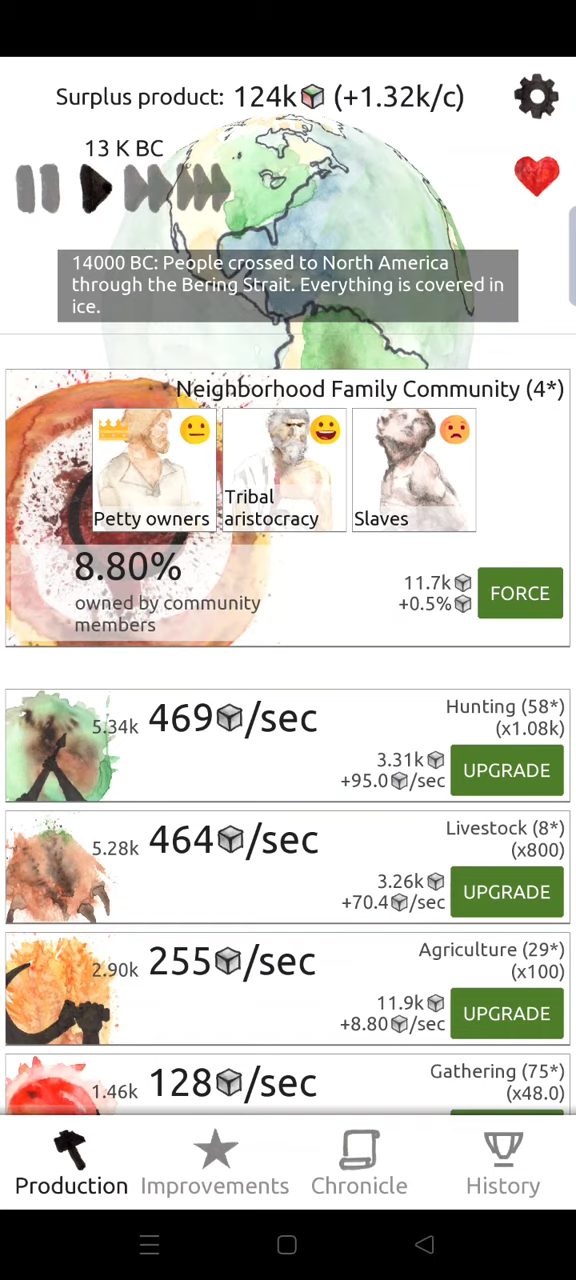 Surplus product: 124k (+1.32k/c)
13 K BC
14000 BC: People crossed to North America
through the Bering Strait. Everything is covered in
ice.
Neighborhood Family Community (4*)
Petty owners
Tribal
aristocracy
Slaves
8.80%
owned by community
members
11.7k
+0.5%
FORCE
5.34k 469/sec
Hunting (58*)
(x1.08k)
3.31k
+95.0/sec
UPGRADE
5.28k 464/sec
Livestock (8*)
(x800)
3.26k
+70.4/sec
UPGRADE
2.90k 255/sec
Agriculture (29*)
(x100)
11.9k
+8.80/sec
UPGRADE
1.46k 128/sec
Gathering (75*)
(x48.0)
Production
Improvements
Chronicle
History